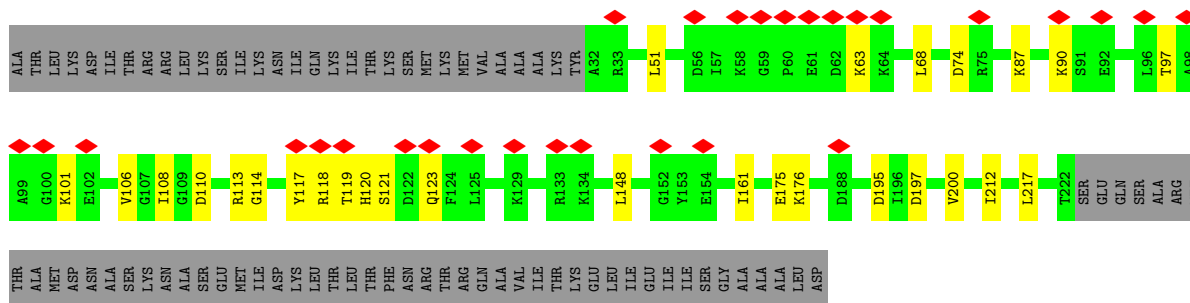 ALA THR LEU LYS ASP ILE THR ARG ARG LEU LYS SER ILE LYS ASN ILE GLN LYS ILE THR LYS SER MET LYS MET VAL ALA ALA ALA LYS TYR A32 R33 L51 D56 I57 K58 G59 P60 E61 D62 K63 K64 L68 D74 R75 K87 K90 S91 E92 L96 T97 A98
A99 G100 K101 E102 V106 G107 I108 G109 D110 R113 G114 Y117 R118 T119 H120 S121 D122 Q123 F124 L125 K129 R133 K134 L148 G152 Y153 E154 I161 E175 K176 D188 D195 I196 D197 V200 I212 L217 T222 SER GLU GLN SER ALA ARG
THR ALA MET ASP ASN ALA SER LYS ASN ALA SER GLU MET ILE ASP LYS LEU THR LEU THR PHE ASN ARG THR ARG GLN ALA VAL ILE THR LYS GLU LEU ILE GLU ILE ILE SER GLY ALA ALA ALA LEU ASP